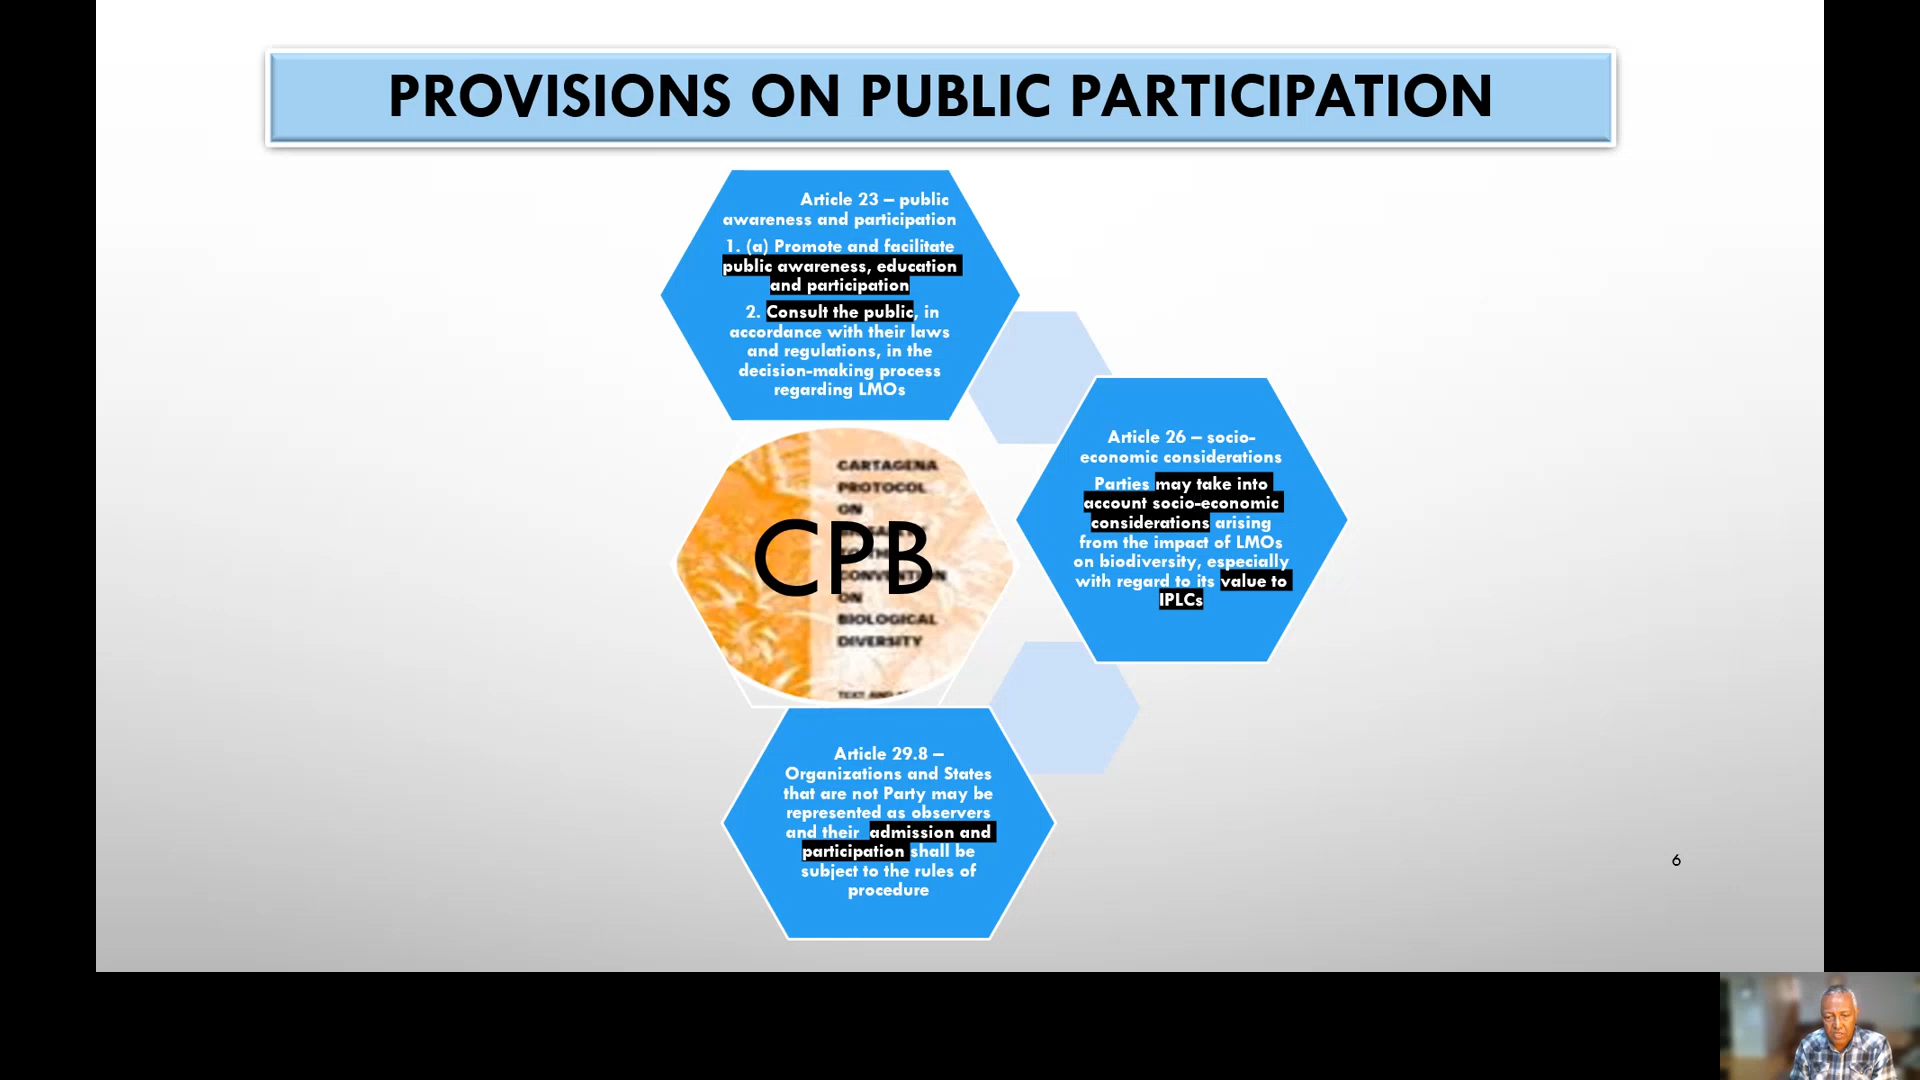 PROVISIONS ON PUBLIC PARTICIPATION
Article 23 – public
awareness and participation
1. (a) Promote and facilitate
public awareness, education
and participation
2. Consult the public, in
accordance with their laws
and regulations, in the
decision-making process
regarding LMOs
Article 26 – socio-
economic considerations
Parties may take into
account socio-economic
considerations arising
from the impact of LMOs
on biodiversity, especially
with regard to its value to
IPLCs
CARTAGENA
PROTOCOL
ON
CPB
CONVENTION
ON
BIOLOGICAL
DIVERSITY
TEXT AND
Article 29.8 –
Organizations and States
that are not Party may be
represented as observers
and their admission and
participation shall be
subject to the rules of
procedure
6